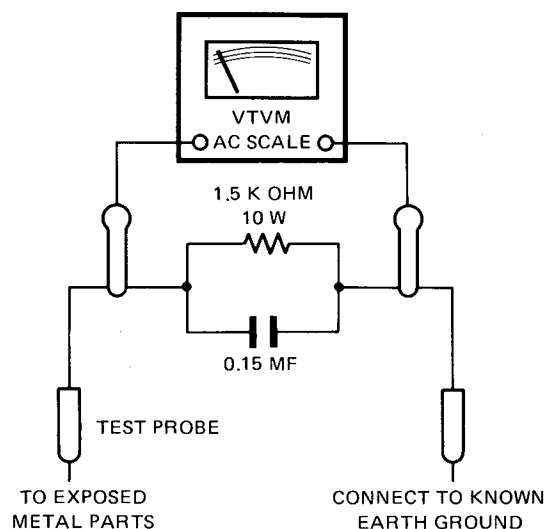 VTVM
AC SCALE
1.5 K OHM
10 W
0.15 MF
TEST PROBE
TO EXPOSED
METAL PARTS
CONNECT TO KNOWN
EARTH GROUND